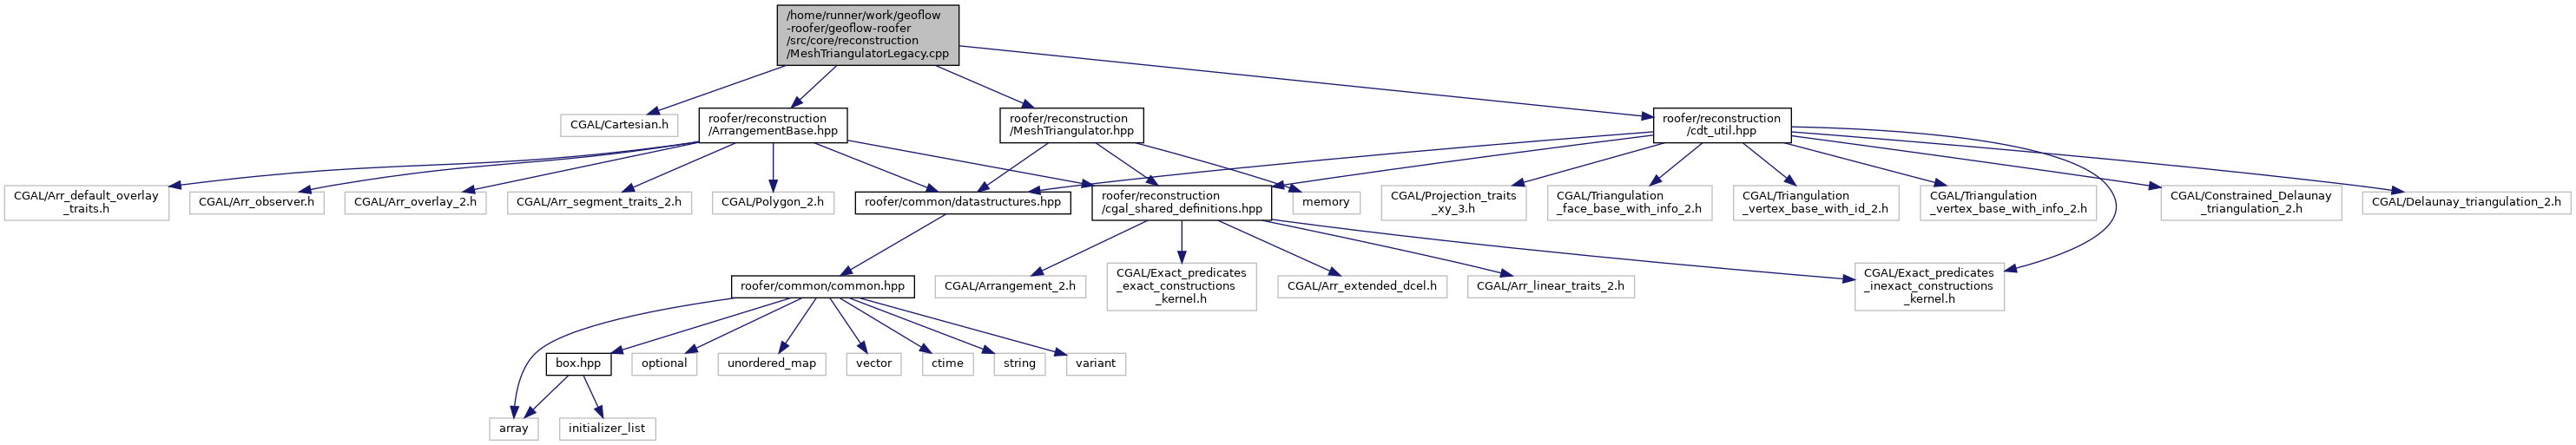 /home/runner/work/geoflow
-roofer/geoflow-roofer
/src/core/reconstruction
/MeshTriangulatorLegacy.cpp
CGAL/Cartesian.h
roofer/reconstruction
/ArrangementBase.hpp
roofer/reconstruction
/MeshTriangulator.hpp
roofer/reconstruction
/cdt_util.hpp
CGAL/Arr_default_overlay
_traits.h
CGAL/Arr_observer.h
CGAL/Arr_overlay_2.h
CGAL/Arr_segment_traits_2.h
CGAL/Polygon_2.h
roofer/common/datastructures.hpp
roofer/reconstruction
/cgal_shared_definitions.hpp
memory
CGAL/Projection_traits
_xy_3.h
CGAL/Triangulation
_face_base_with_info_2.h
CGAL/Triangulation
_vertex_base_with_id_2.h
CGAL/Triangulation
_vertex_base_with_info_2.h
CGAL/Constrained_Delaunay
_triangulation_2.h
CGAL/Delaunay_triangulation_2.h
roofer/common/common.hpp
CGAL/Arrangement_2.h
CGAL/Exact_predicates
_exact_constructions
_kernel.h
CGAL/Arr_extended_dcel.h
CGAL/Arr_linear_traits_2.h
CGAL/Exact_predicates
_inexact_constructions
_kernel.h
box.hpp
optional
unordered_map
vector
ctime
string
variant
array
initializer_list